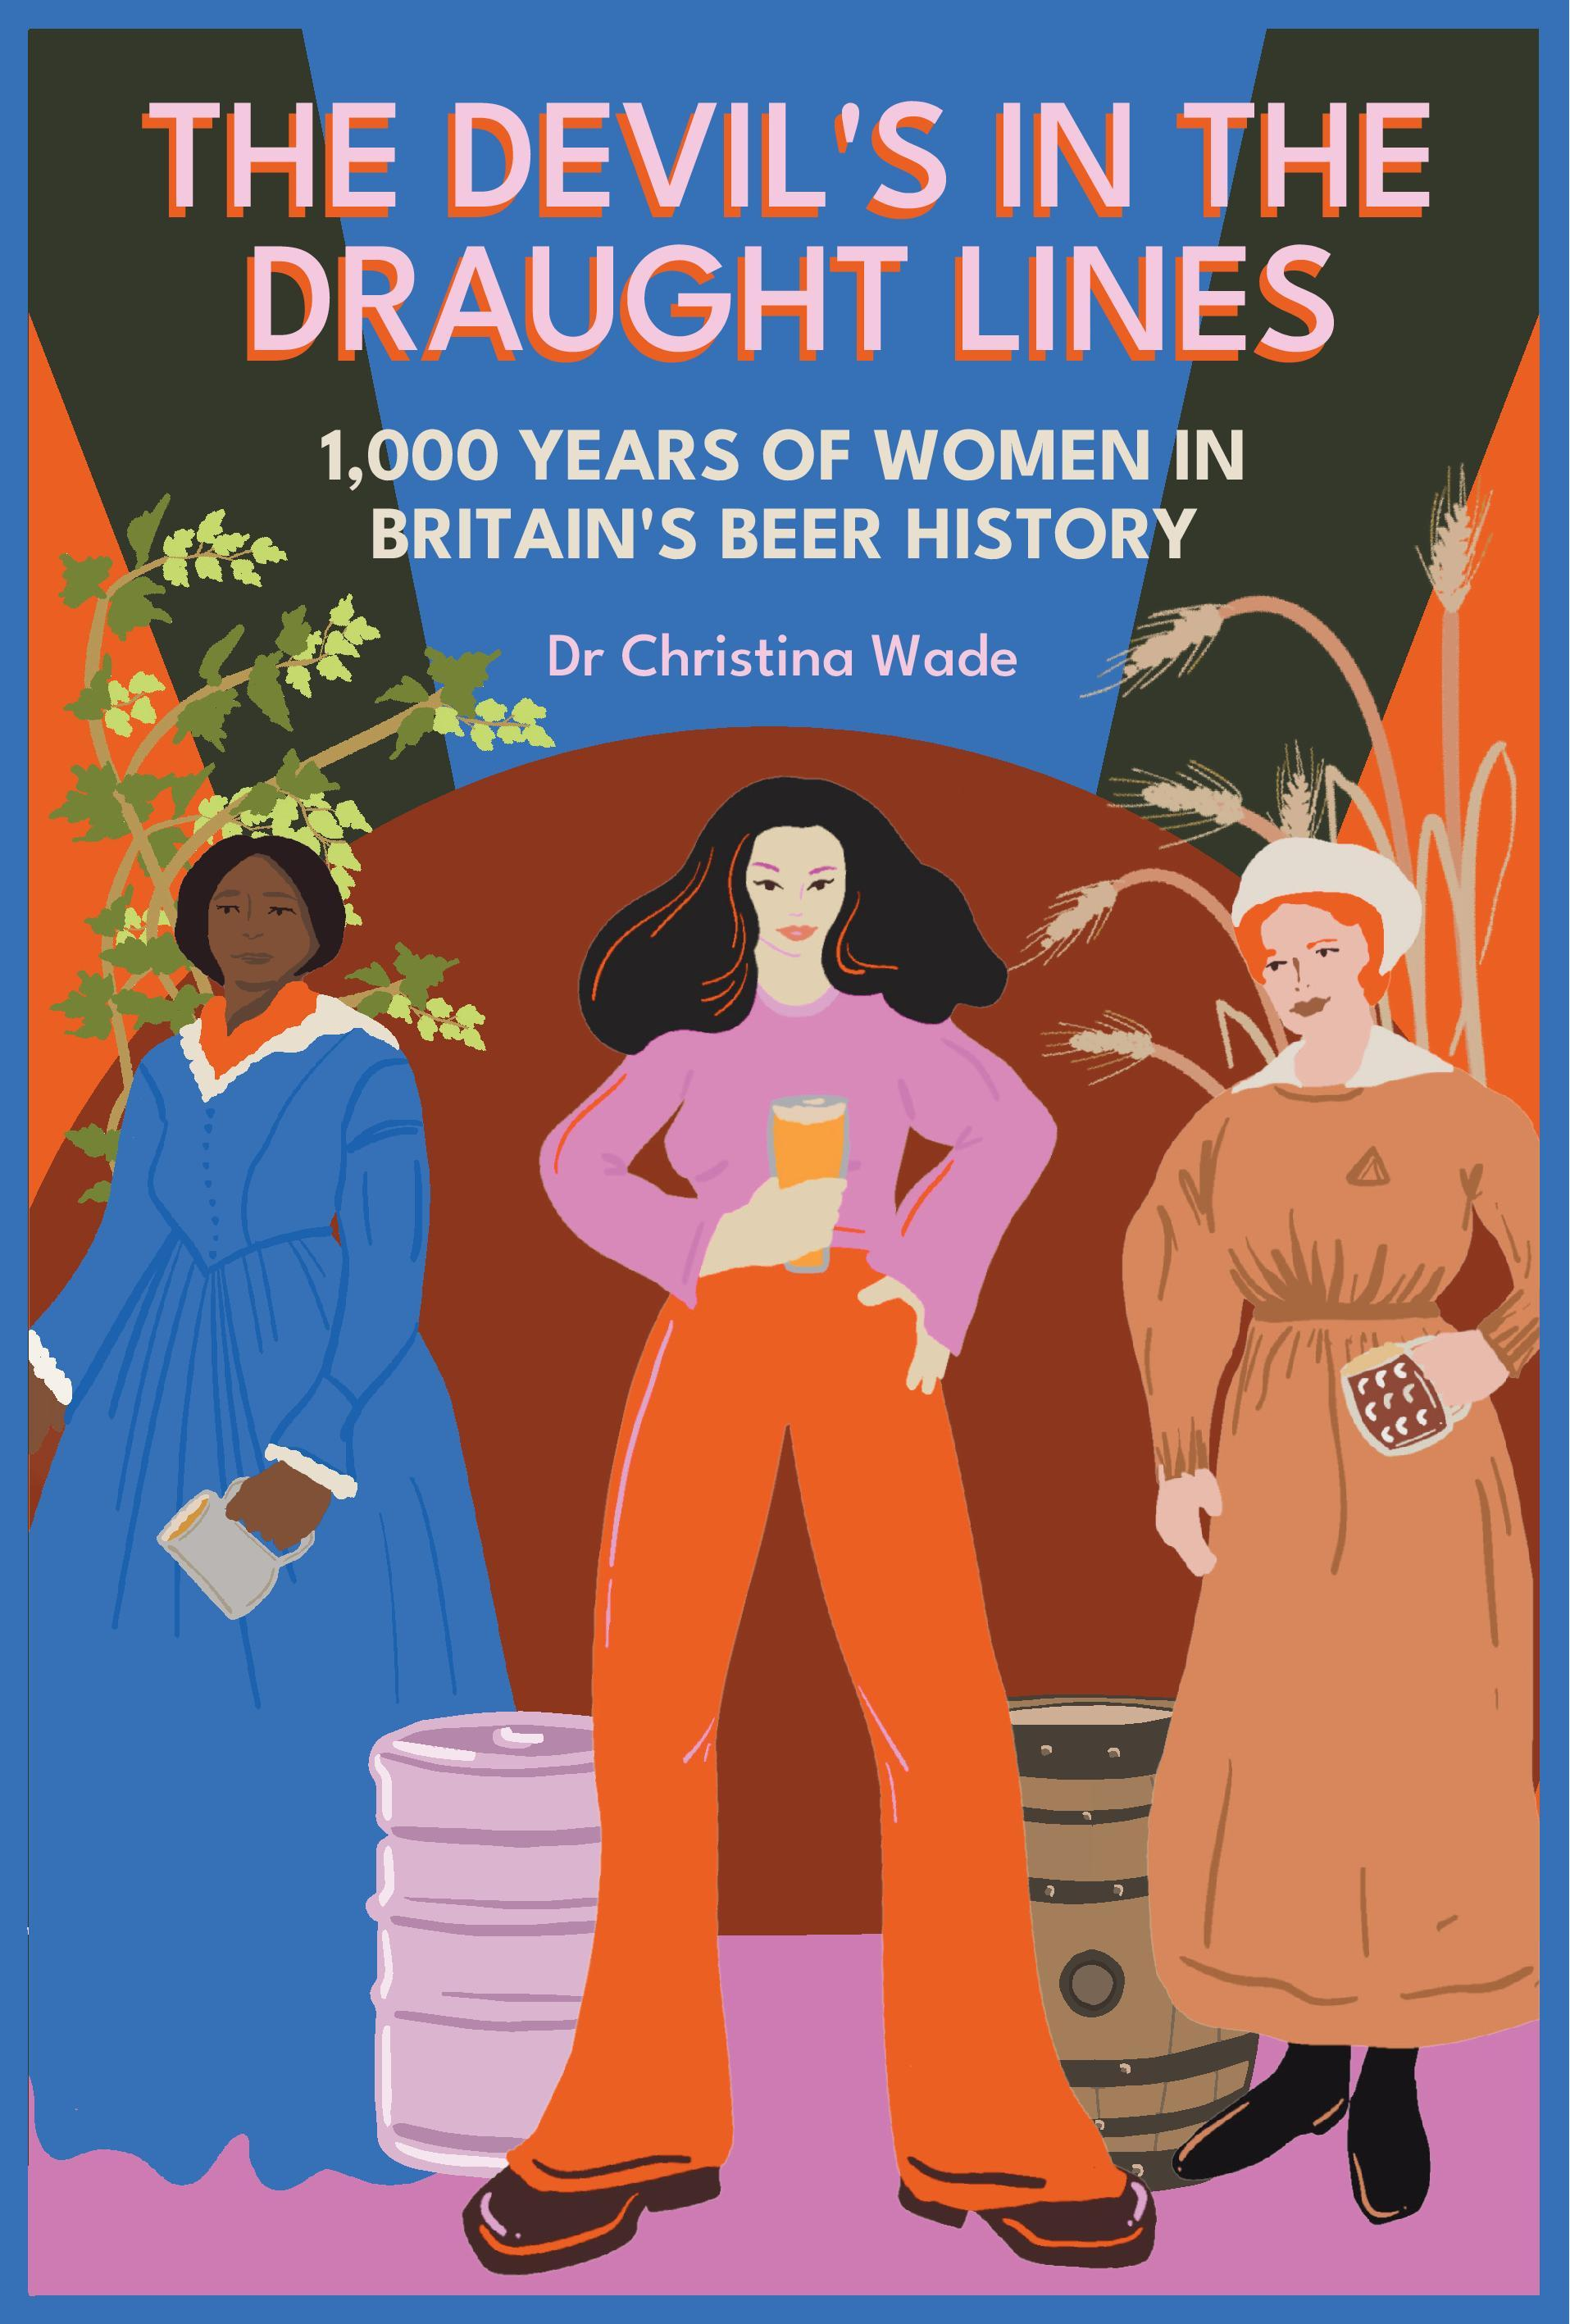 THE DEVIL'S IN THE
DRAUGHT LINES
1,000 YEARS OF WOMEN IN
BRITAIN'S BEER HISTORY
Dr Christina Wade